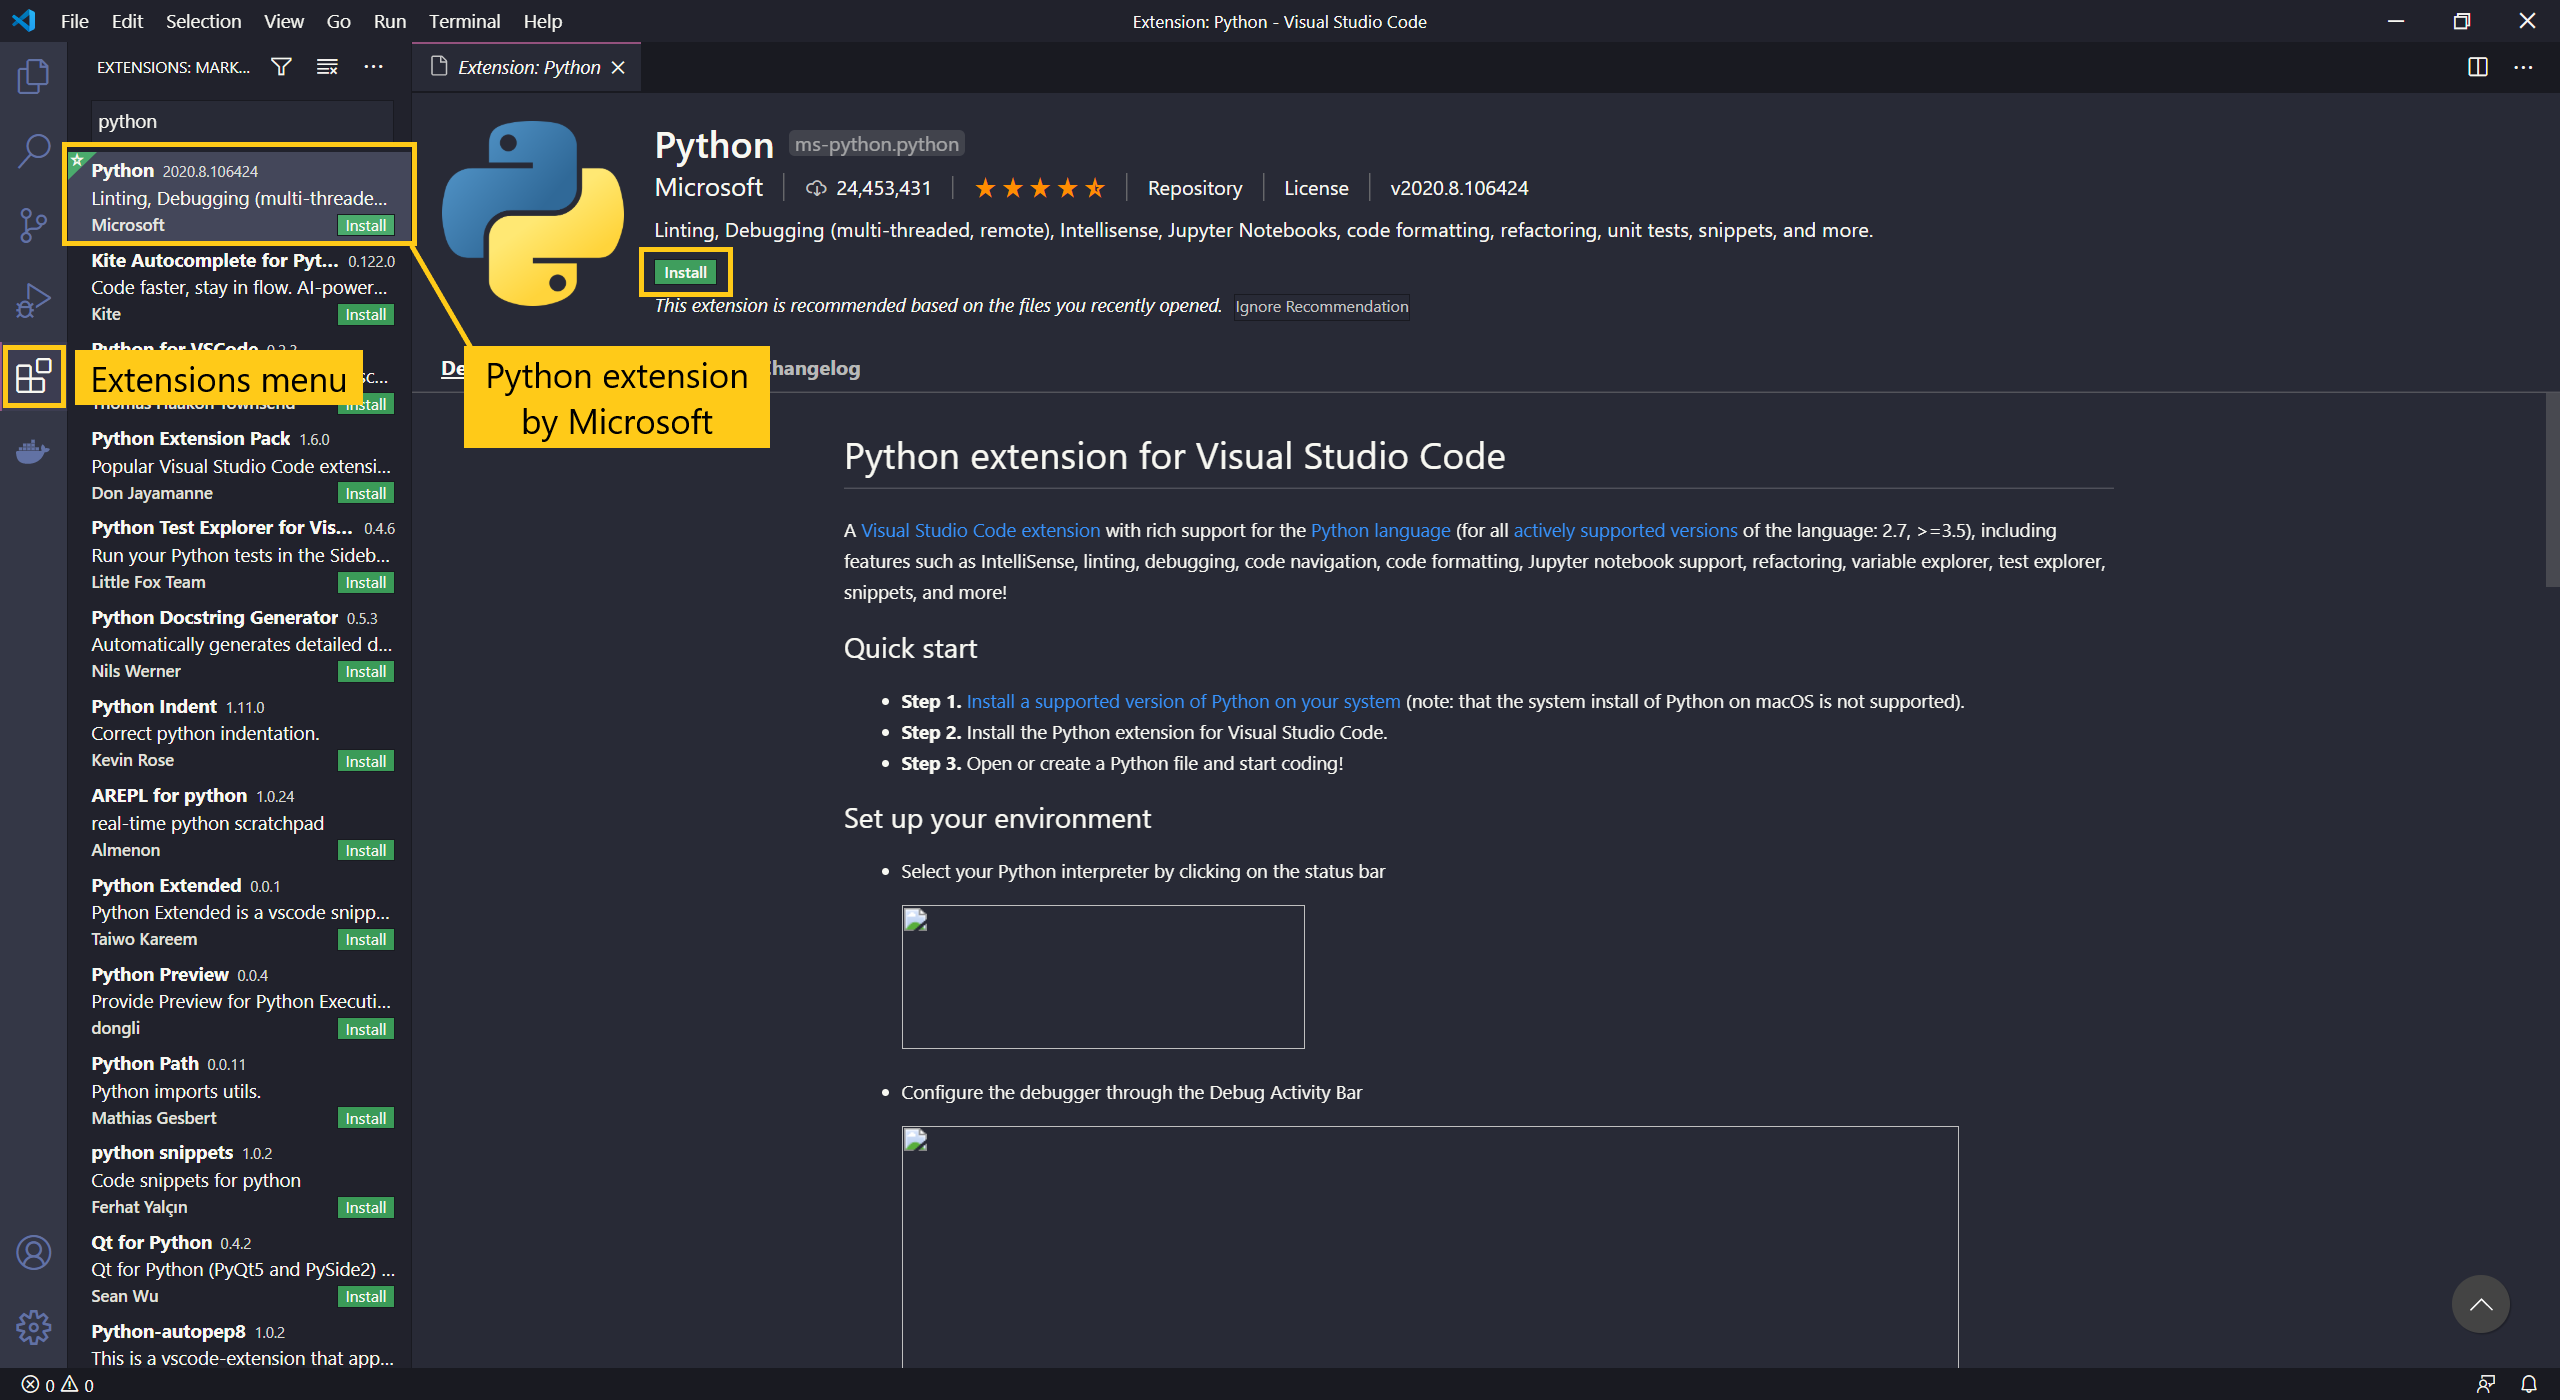 File Edit Selection View Go Run Terminal Help
Extension: Python - Visual Studio Code
EXTENSIONS: MARK...
python
Python 2020.8.106424
Linting, Debugging (multi-threade...
Microsoft Install
Kite Autocomplete for Pyt... 0.122.0
Code faster, stay in flow. AI-power...
Kite Install
Python for VSCode 0.2.3
Extensions menu
sc...
Thomas Haakon Townsend Install
Python Extension Pack 1.6.0
Popular Visual Studio Code extensi...
Don Jayamanne Install
Python Test Explorer for Vis... 0.4.6
Run your Python tests in the Sideb...
Little Fox Team Install
Python Docstring Generator 0.5.3
Automatically generates detailed d...
Nils Werner Install
Python Indent 1.11.0
Correct python indentation.
Kevin Rose Install
AREPL for python 1.0.24
real-time python scratchpad
Almenon Install
Python Extended 0.0.1
Python Extended is a vscode snipp...
Taiwo Kareem Install
Python Preview 0.0.4
Provide Preview for Python Executi...
dongli Install
Python Path 0.0.11
Python imports utils.
Mathias Gesbert Install
python snippets 1.0.2
Code snippets for python
Ferhat Yalçın Install
Qt for Python 0.4.2
Qt for Python (PyQt5 and PySide2) ...
Sean Wu Install
Python-autopep8 1.0.2
This is a vscode-extension that app...
Extension: Python
Python ms-python.python
Microsoft 24,453,431 Repository License v2020.8.106424
Linting, Debugging (multi-threaded, remote), Intellisense, Jupyter Notebooks, code formatting, refactoring, unit tests, snippets, and more.
Install
This extension is recommended based on the files you recently opened. Ignore Recommendation
Python extension
by Microsoft
Changelog
Python extension for Visual Studio Code
A Visual Studio Code extension with rich support for the Python language (for all actively supported versions of the language: 2.7, >=3.5), including
features such as IntelliSense, linting, debugging, code navigation, code formatting, Jupyter notebook support, refactoring, variable explorer, test explorer,
snippets, and more!
Quick start
• Step 1. Install a supported version of Python on your system (note: that the system install of Python on macOS is not supported).
• Step 2. Install the Python extension for Visual Studio Code.
• Step 3. Open or create a Python file and start coding!
Set up your environment
• Select your Python interpreter by clicking on the status bar
• Configure the debugger through the Debug Activity Bar
0 0